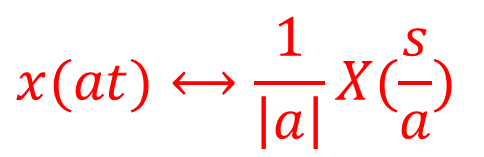 x(at) ↔ 1/|a| X(s/a)